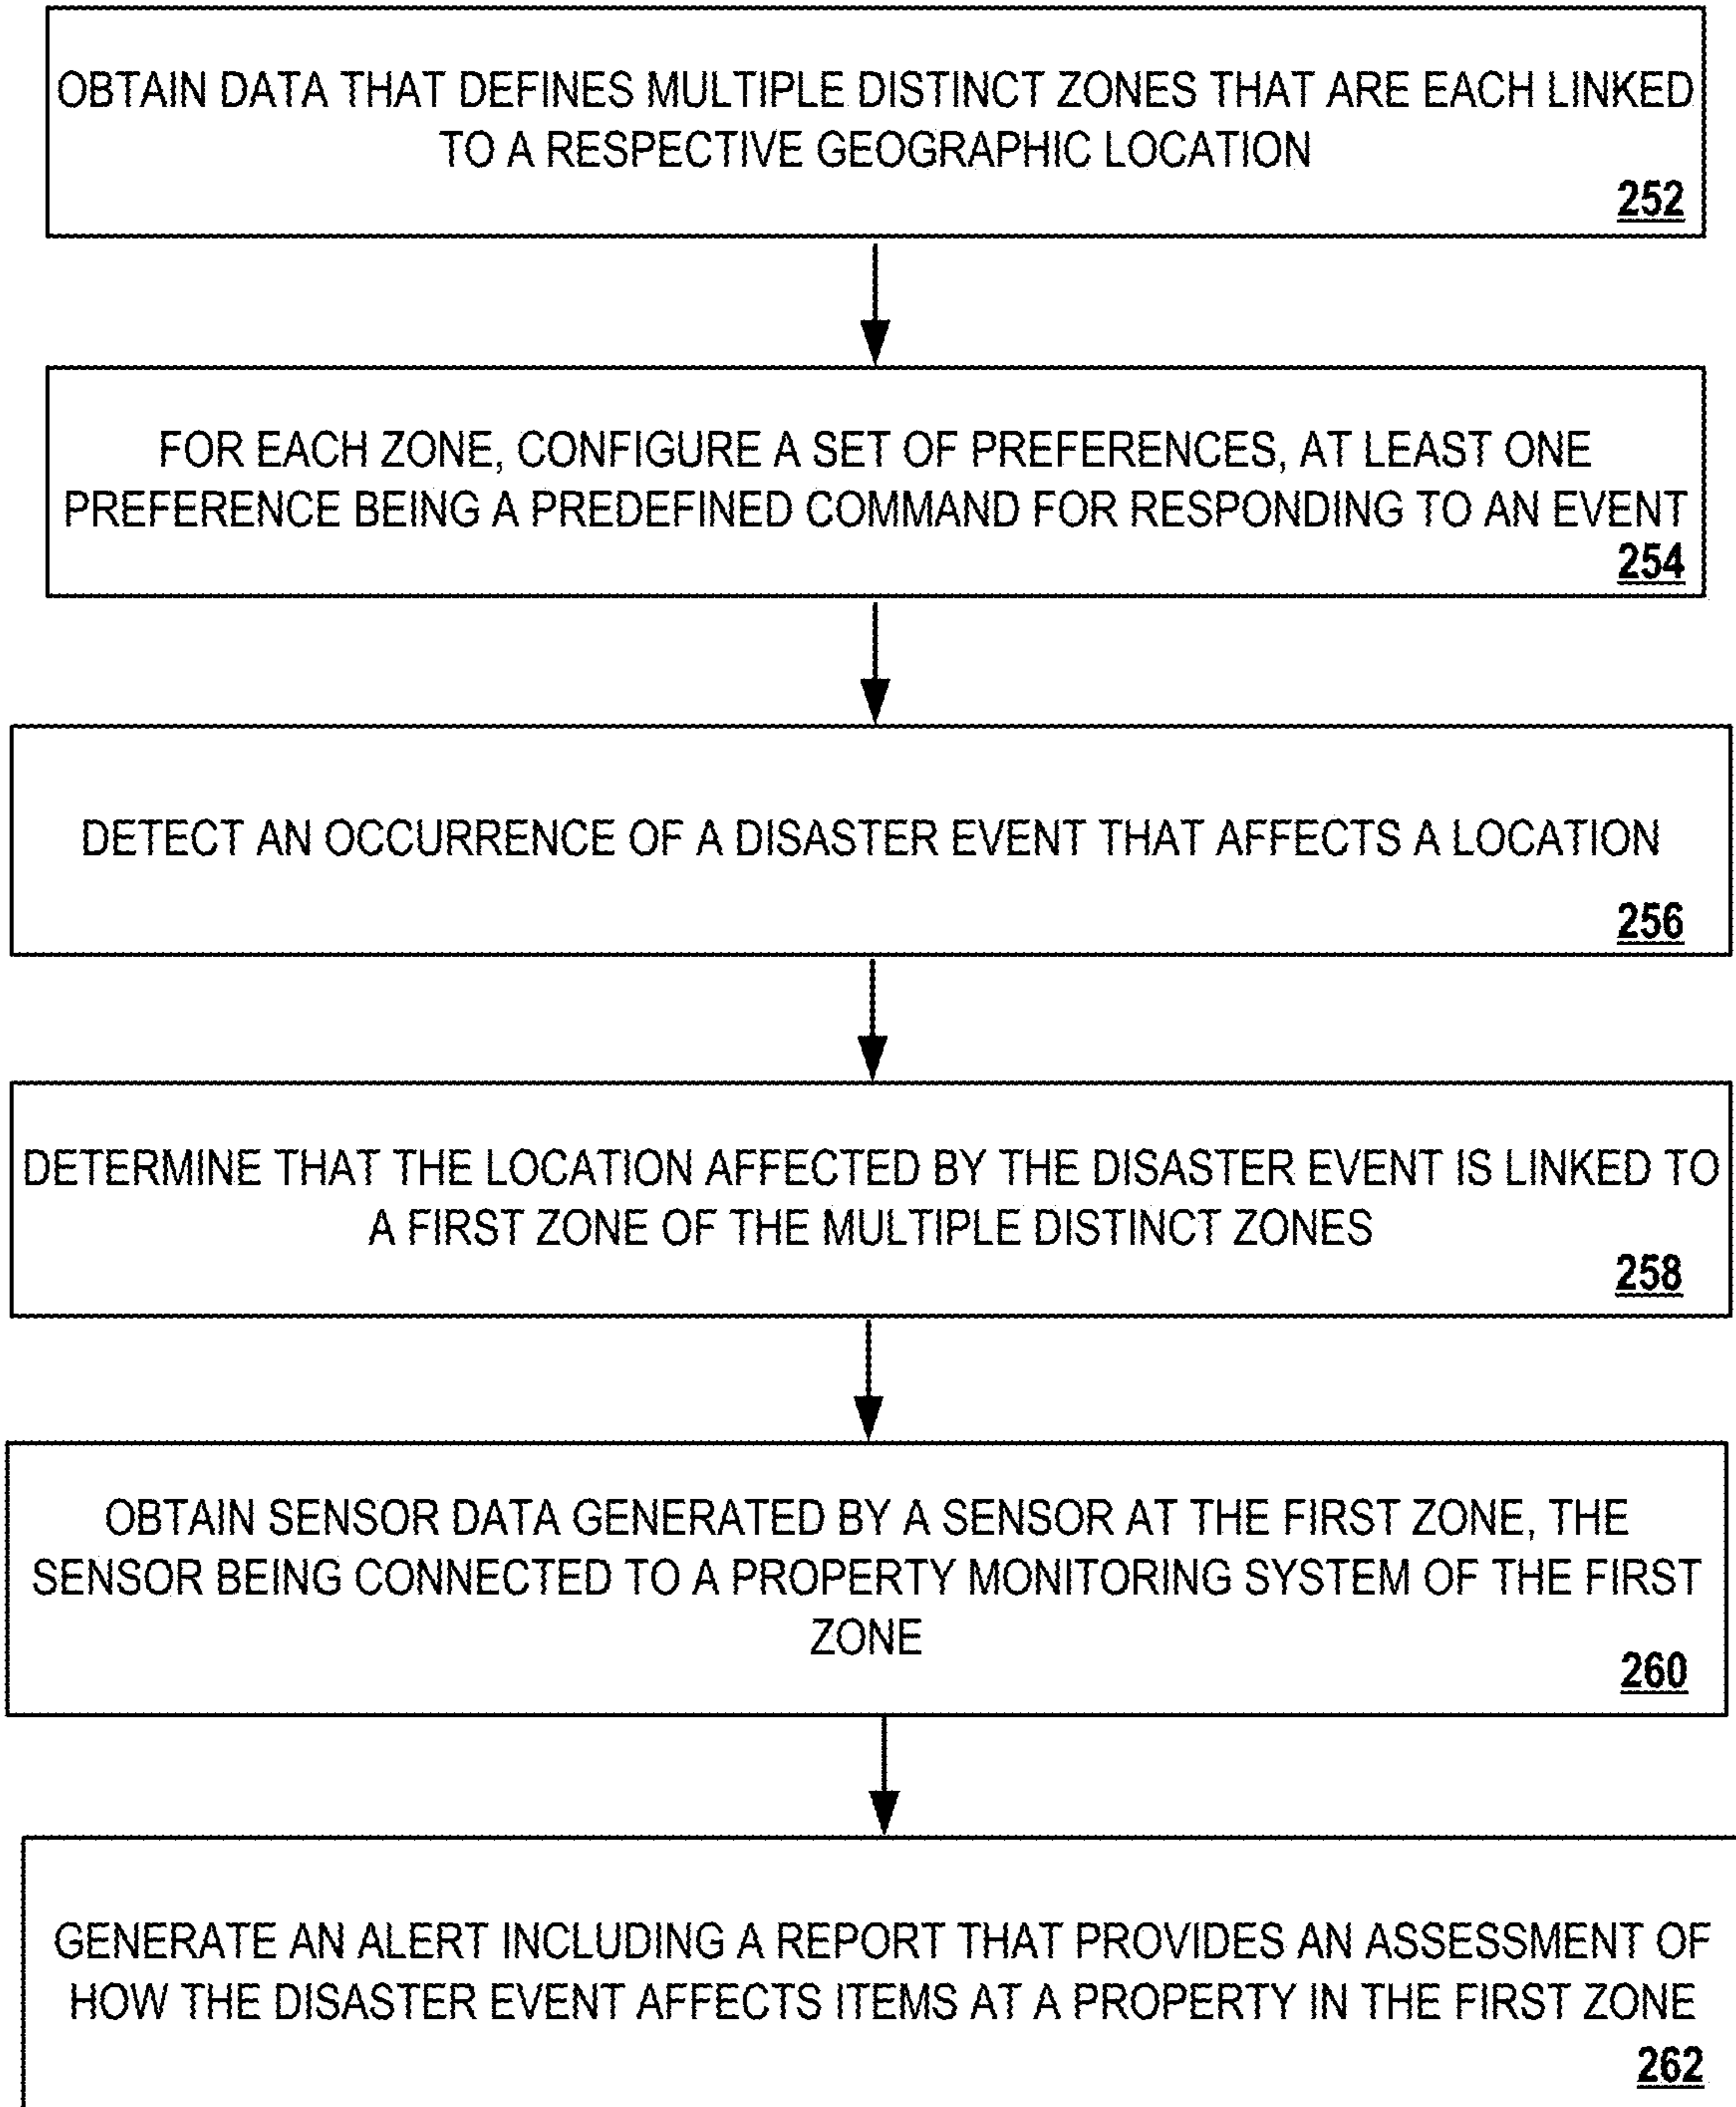 OBTAIN DATA THAT DEFINES MULTIPLE DISTINCT ZONES THAT ARE EACH LINKED
TO A RESPECTIVE GEOGRAPHIC LOCATION
252
FOR EACH ZONE, CONFIGURE A SET OF PREFERENCES, AT LEAST ONE
PREFERENCE BEING A PREDEFINED COMMAND FOR RESPONDING TO AN EVENT
254
DETECT AN OCCURRENCE OF A DISASTER EVENT THAT AFFECTS A LOCATION
256
DETERMINE THAT THE LOCATION AFFECTED BY THE DISASTER EVENT IS LINKED TO
A FIRST ZONE OF THE MULTIPLE DISTINCT ZONES
258
OBTAIN SENSOR DATA GENERATED BY A SENSOR AT THE FIRST ZONE, THE
SENSOR BEING CONNECTED TO A PROPERTY MONITORING SYSTEM OF THE FIRST
ZONE
260
GENERATE AN ALERT INCLUDING A REPORT THAT PROVIDES AN ASSESSMENT OF
HOW THE DISASTER EVENT AFFECTS ITEMS AT A PROPERTY IN THE FIRST ZONE
262